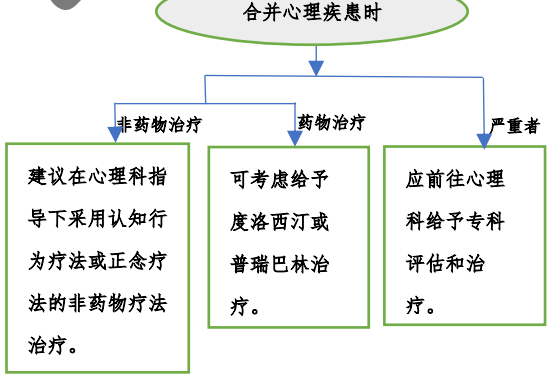 合并心理疾患时
非药物治疗
药物治疗
严重者
建议在心理科指
导下采用认知行
为疗法或正念疗
法的非药物疗法
治疗。
可考虑给予
度洛西汀或
普瑞巴林治
疗。
应前往心理
科给予专科
评估和治
疗。